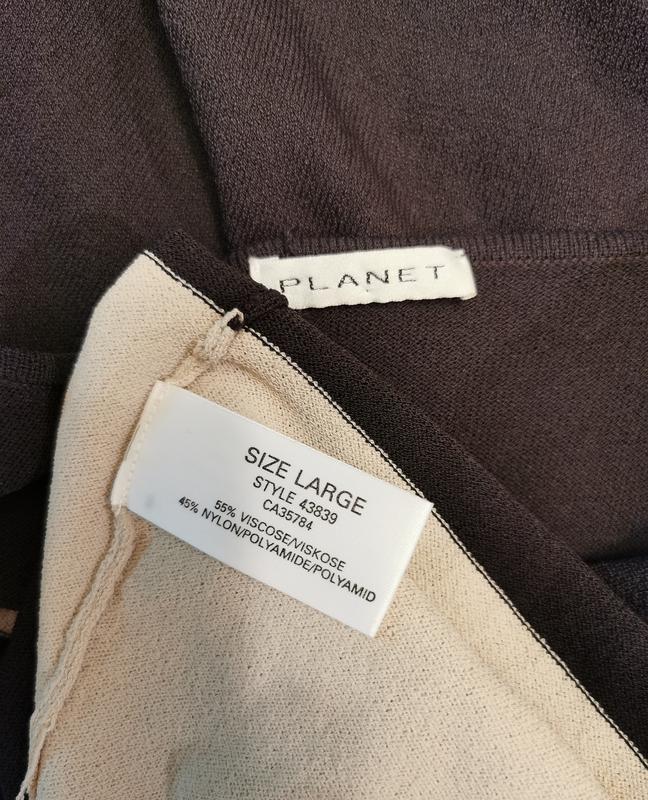 PLANET
SIZE LARGE
STYLE 43839
CA35784
55% VISCOSE/VISKOSE
45% NYLON/POLYAMIDE/POLYAMID